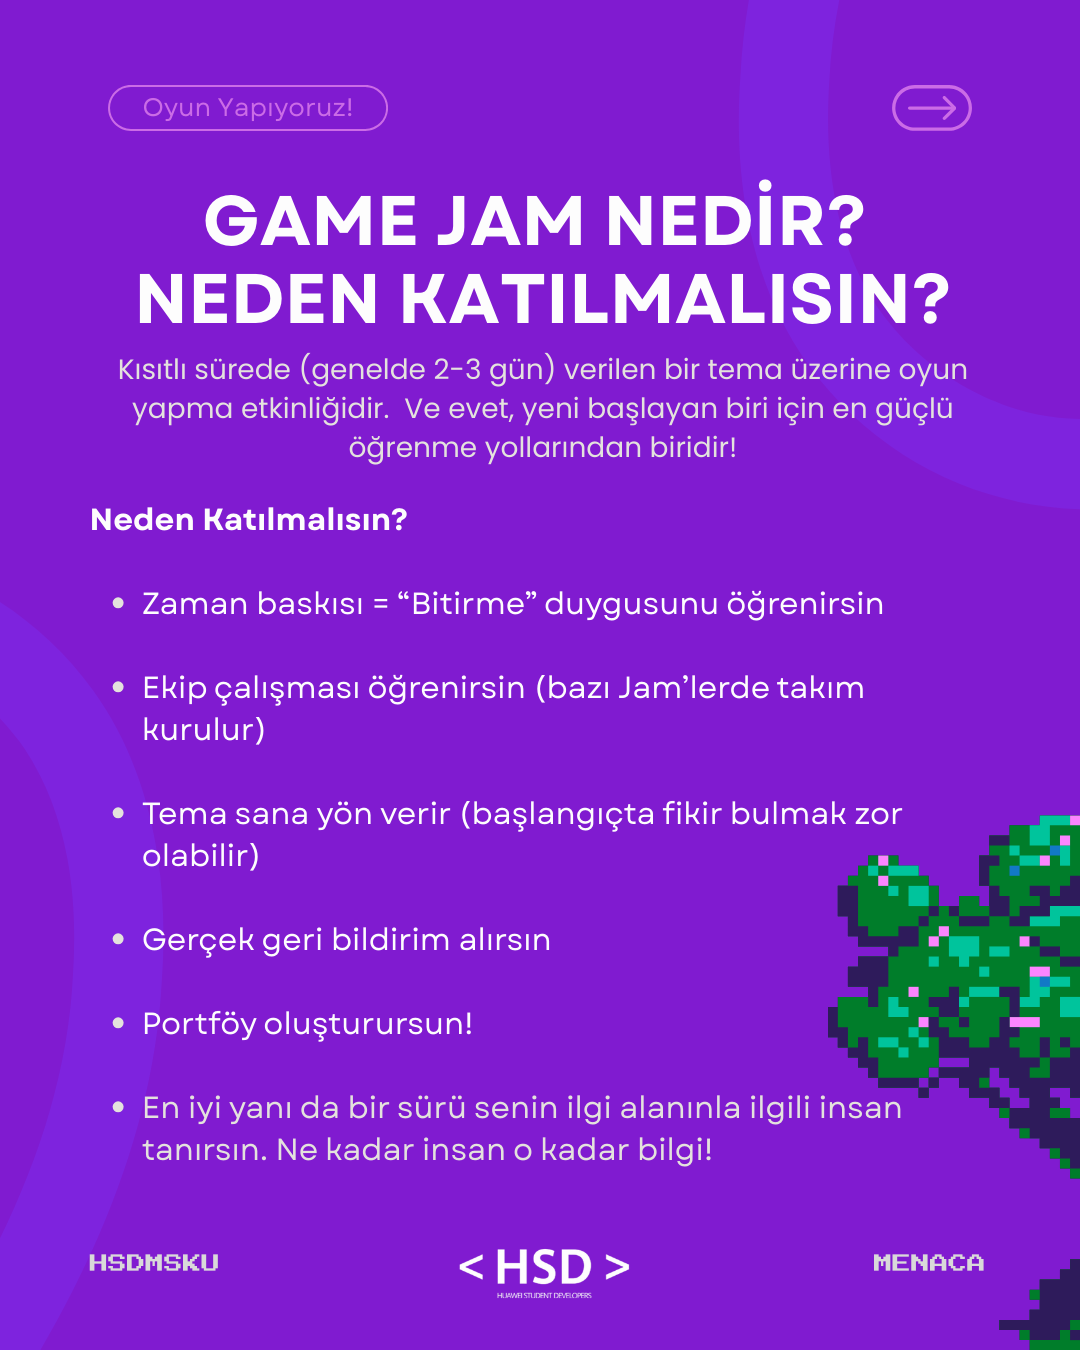 Oyun Yapıyoruz!
GAME JAM NEDİR?
NEDEN KATILMALISIN?
Kısıtlı sürede (genelde 2-3 gün) verilen bir tema üzerine oyun
yapma etkinliğidir. Ve evet, yeni başlayan biri için en güçlü
öğrenme yollarından biridir!
Neden Katılmalısın?
• Zaman baskısı = “Bitirme” duygusunu öğrenirsin
• Ekip çalışması öğrenirsin (bazı Jam’lerde takım
kurulur)
• Tema sana yön verir (başlangıçta fikir bulmak zor
olabilir)
• Gerçek geri bildirim alırsın
• Portföy oluşturursun!
• En iyi yanı da bir sürü senin ilgi alanınla ilgili insan
tanırsın. Ne kadar insan o kadar bilgi!
HSDMSKU
< HSD >
HUAWEI STUDENT DEVELOPERS
MENACA